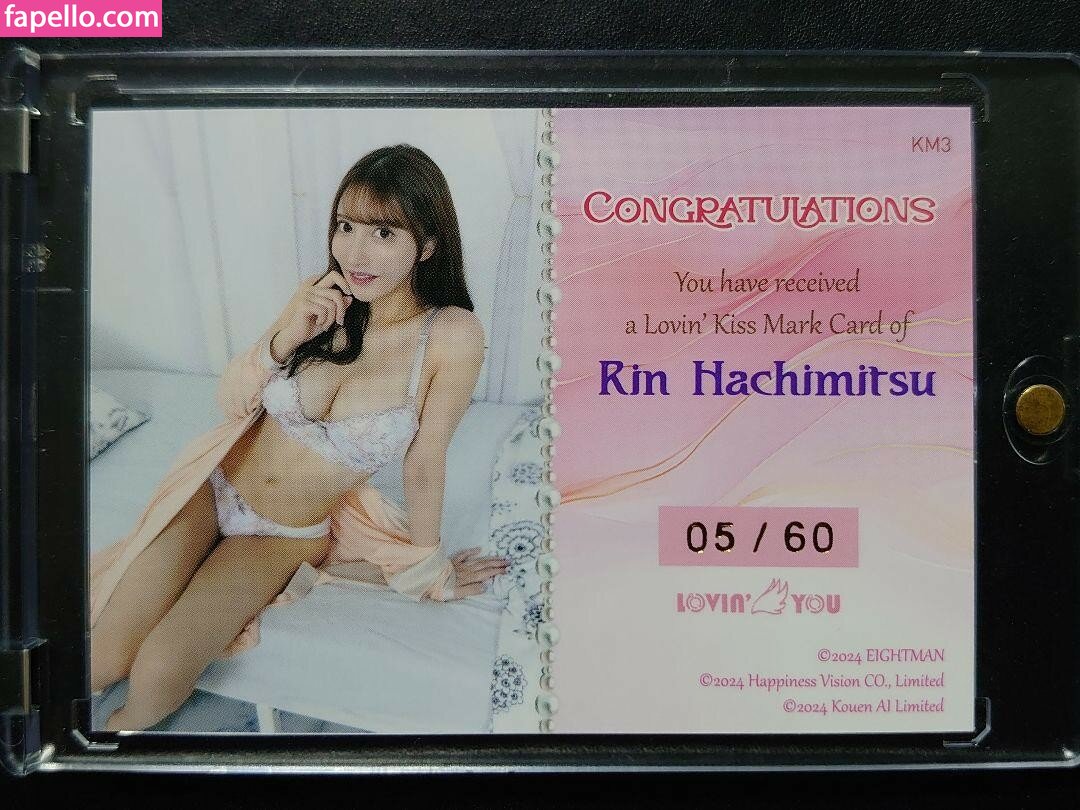 fapello.com
KM3
CONGRATULATIONS
You have received
a Lovin' Kiss Mark Card of
Rin Hachimitsu
05 / 60
LOVIN' YOU
©2024 EIGHTMAN
©2024 Happiness Vision CO., Limited
©2024 Kouen AI Limited